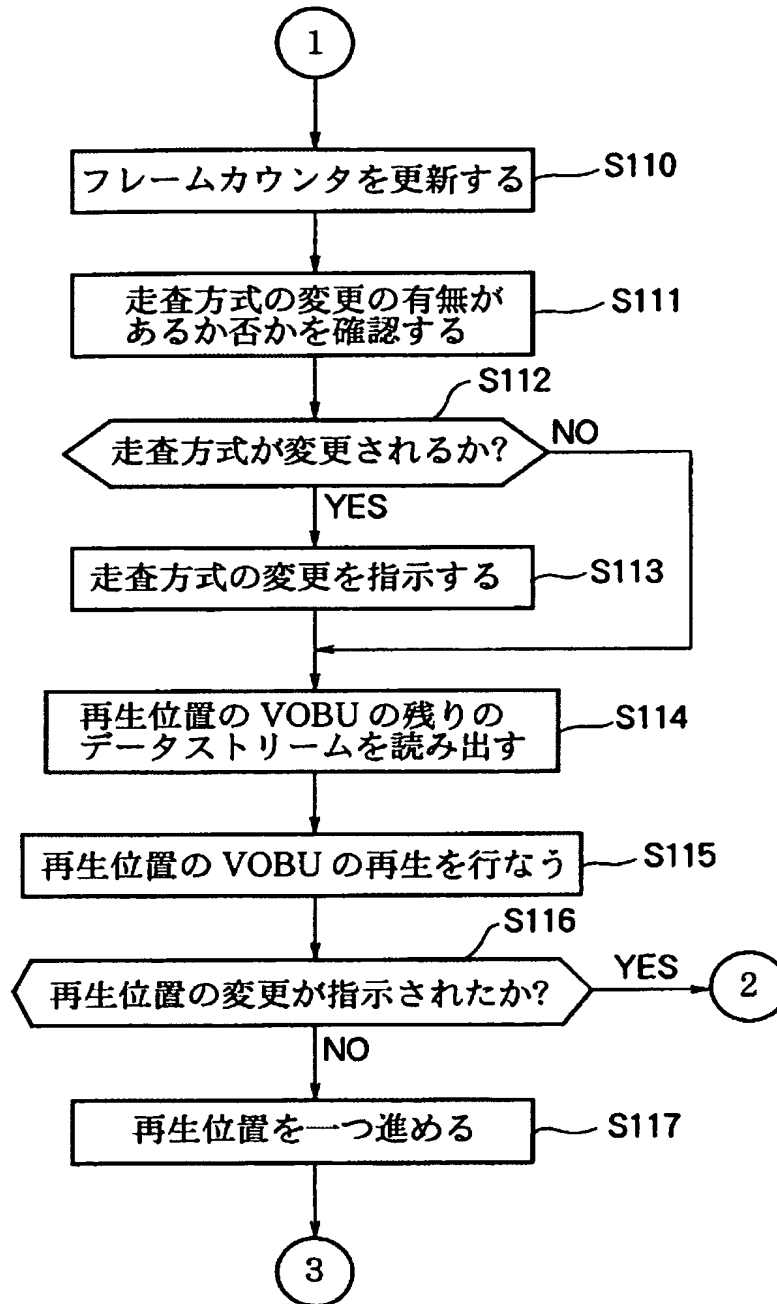 1
フレームカウンタを更新する
S110
走査方式の変更の有無が
あるか否かを確認する
S111
S112
走査方式が変更されるか?
NO
YES
走査方式の変更を指示する
S113
再生位置の VOBU の残りの
データストリームを読み出す
S114
再生位置の VOBU の再生を行なう
S115
S116
再生位置の変更が指示されたか?
YES
2
NO
再生位置を一つ進める
S117
3